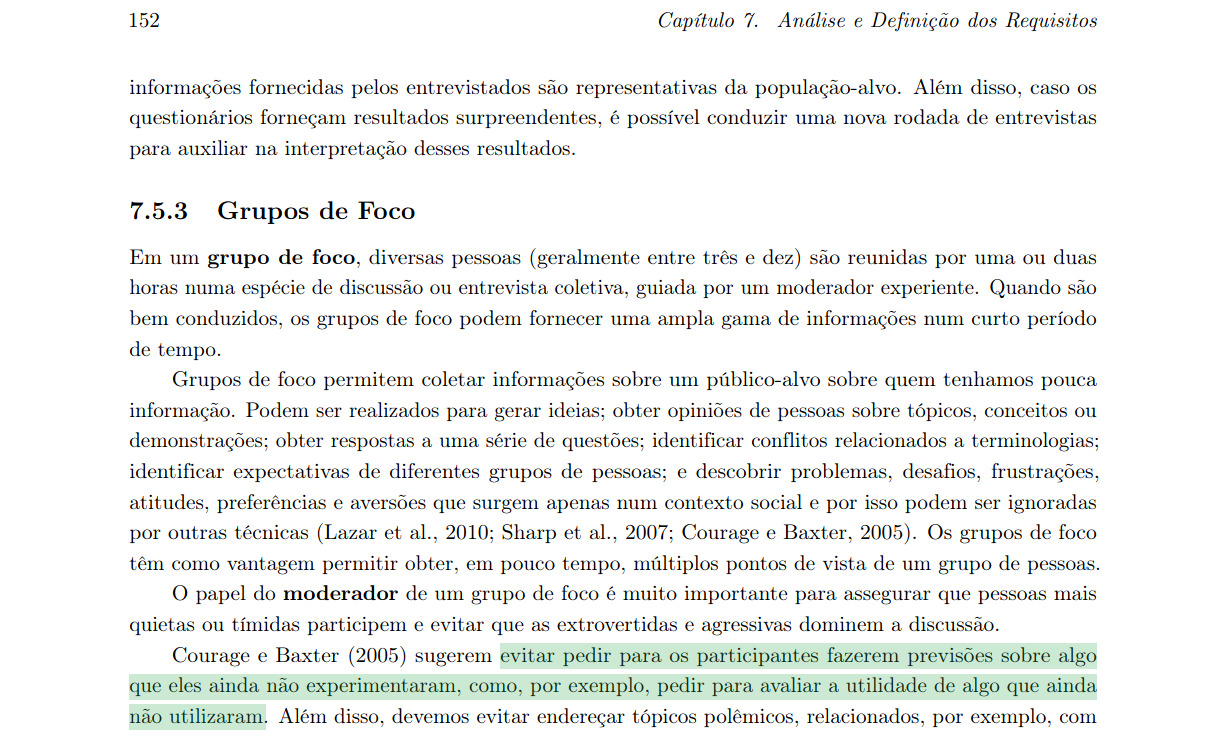 152 Capítulo 7. Análise e Definição dos Requisitos
informações fornecidas pelos entrevistados são representativas da população-alvo. Além disso, caso os
questionários forneçam resultados surpreendentes, é possível conduzir uma nova rodada de entrevistas
para auxiliar na interpretação desses resultados.
7.5.3 Grupos de Foco
Em um grupo de foco, diversas pessoas (geralmente entre três e dez) são reunidas por uma ou duas
horas numa espécie de discussão ou entrevista coletiva, guiada por um moderador experiente. Quando são
bem conduzidos, os grupos de foco podem fornecer uma ampla gama de informações num curto período
de tempo.
Grupos de foco permitem coletar informações sobre um público-alvo sobre quem tenhamos pouca
informação. Podem ser realizados para gerar ideias; obter opiniões de pessoas sobre tópicos, conceitos ou
demonstrações; obter respostas a uma série de questões; identificar conflitos relacionados a terminologias;
identificar expectativas de diferentes grupos de pessoas; e descobrir problemas, desafios, frustrações,
atitudes, preferências e aversões que surgem apenas num contexto social e por isso podem ser ignoradas
por outras técnicas (Lazar et al., 2010; Sharp et al., 2007; Courage e Baxter, 2005). Os grupos de foco
têm como vantagem permitir obter, em pouco tempo, múltiplos pontos de vista de um grupo de pessoas.
O papel do moderador de um grupo de foco é muito importante para assegurar que pessoas mais
quietas ou tímidas participem e evitar que as extrovertidas e agressivas dominem a discussão.
Courage e Baxter (2005) sugerem evitar pedir para os participantes fazerem previsões sobre algo
que eles ainda não experimentaram, como, por exemplo, pedir para avaliar a utilidade de algo que ainda
não utilizaram. Além disso, devemos evitar endereçar tópicos polêmicos, relacionados, por exemplo, com